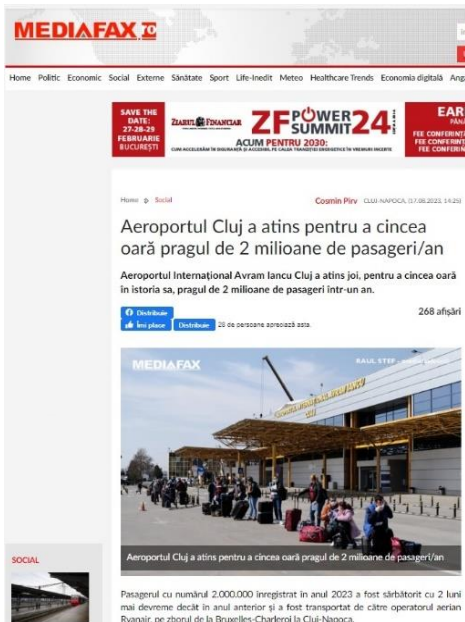 MEDIAFAX.RO
Home Politic Economic Social Externe Sănătate Sport Life-Inedit Meteo Healthcare Trends Economia digitală
SAVE THE
DATE:
27-28-29
FEBRUARIE
BUCUREȘTI
ZIARUL FINANCIAR
ZF POWER
SUMMIT'24
ACUM PENTRU 2030:
FEE CONFERIN
FEE CONFERIN
Home Social
Cosmin Pirv CLUJ-NAPOCA, (17.08.2023, 14:25)
Aeroportul Cluj a atins pentru a cincea
oară pragul de 2 milioane de pasageri/an
Aeroportul Internațional Avram Iancu Cluj a atins joi, pentru a cincea oară
în istoria sa, pragul de 2 milioane de pasageri într-un an.
Distribuie
268 afișări
Îmi place Distribuie 28 de persoane apreciază asta.
MEDIAFAX
RAUL STEF
Aeroportul Cluj a atins pentru a cincea oară pragul de 2 milioane de pasageri/an
SOCIAL
Pasagerul cu numărul 2.000.000 înregistrat în anul 2023 a fost sărbătorit cu 2 luni
mai devreme decât în anul anterior și a fost transportat de către operatorul aerian
Ryanair, pe zborul de la Bruxelles-Charleroi la Cluj-Napoca.